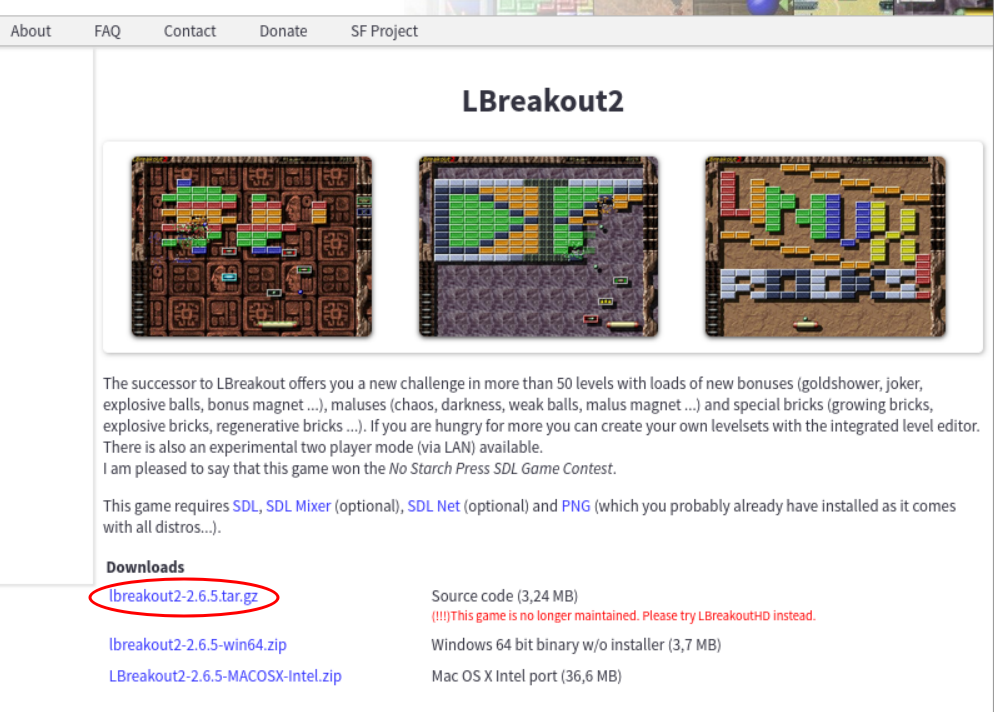 About FAQ Contact Donate SF Project
LBreakout2
The successor to LBreakout offers you a new challenge in more than 50 levels with loads of new bonuses (goldshower, joker,
explosive balls, bonus magnet ...), maluses (chaos, darkness, weak balls, malus magnet ...) and special bricks (growing bricks,
explosive bricks, regenerative bricks ...). If you are hungry for more you can create your own levelsets with the integrated level editor.
There is also an experimental two player mode (via LAN) available.
I am pleased to say that this game won the No Starch Press SDL Game Contest.
This game requires SDL, SDL Mixer (optional), SDL Net (optional) and PNG (which you probably already have installed as it comes
with all distros...).
Downloads
lbreakout2-2.6.5.tar.gz Source code (3,24 MB)
(!!!)This game is no longer maintained. Please try LBreakoutHD instead.
lbreakout2-2.6.5-win64.zip Windows 64 bit binary w/o installer (3,7 MB)
LBreakout2-2.6.5-MACOSX-Intel.zip Mac OS X Intel port (36,6 MB)